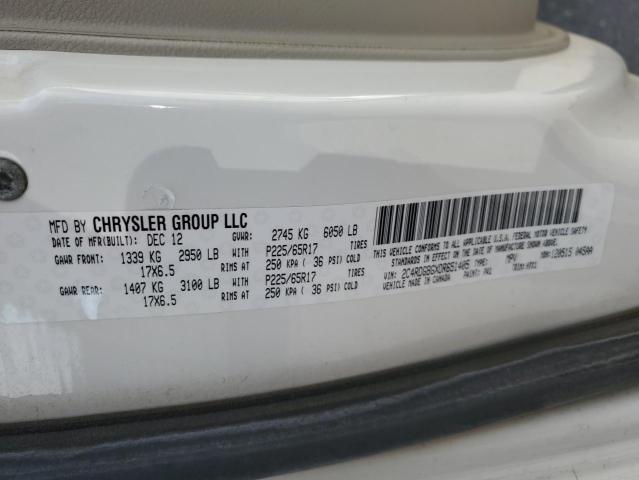 MFD BY CHRYSLER GROUP LLC
DATE OF MFR(BUILT): DEC 12 GVWR: 2745 KG 6050 LB
GAWR FRONT: 1339 KG 2950 LB WITH P225/65R17 TIRES
17X6.5 RIMS AT 250 KPA ( 36 PSI) COLD
GAWR REAR: 1407 KG 3100 LB WITH P225/65R17 TIRES
17X6.5 RIMS AT 250 KPA ( 36 PSI) COLD
THIS VEHICLE CONFORMS TO ALL
APPLICABLE U.S.A. FEDERAL MOTOR VEHICLE SAFETY
STANDARDS IN EFFECT ON THE DATE OF MANUFACTURE SHOWN ABOVE.
VIN: TYPE: MPV
VEHICLE MADE IN CANADA PAINT: TRIM: